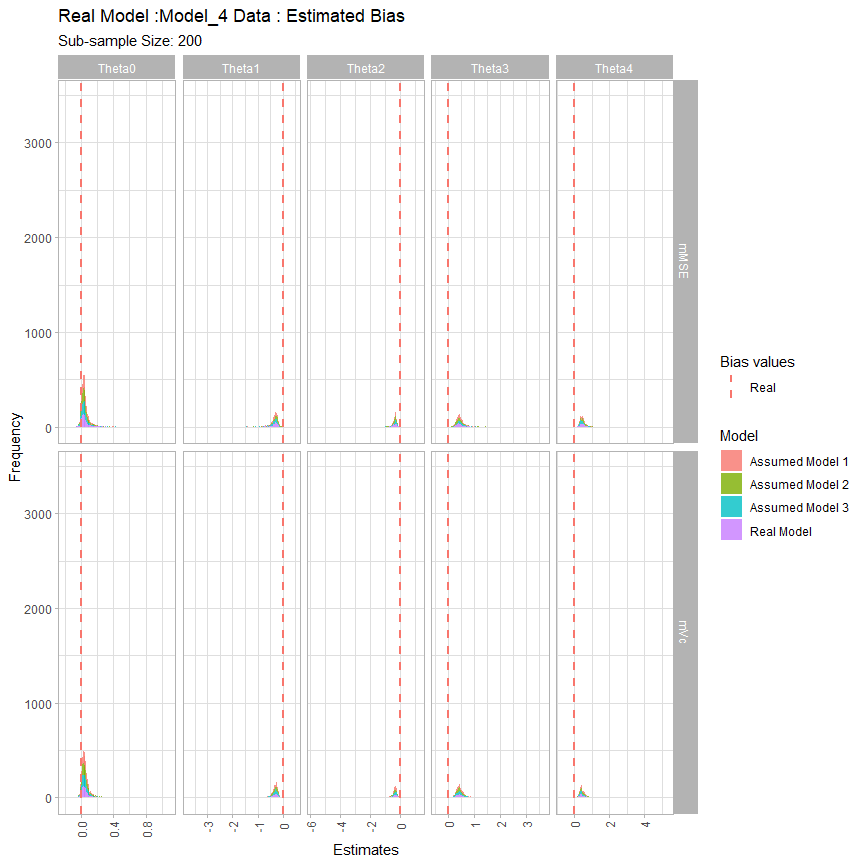 Real Model :Model_4 Data : Estimated Bias
Sub-sample Size: 200
Theta0 Theta1 Theta2 Theta3 Theta4
3000
2000
1000
0
mMSE
3000
2000
1000
0
mVc
Frequency
0.0 0.4 0.8 -3 -2 -1 0 -6 -4 -2 0 0 1 2 3 0 2 4
Estimates
Bias values
Real
Model
Assumed Model 1
Assumed Model 2
Assumed Model 3
Real Model